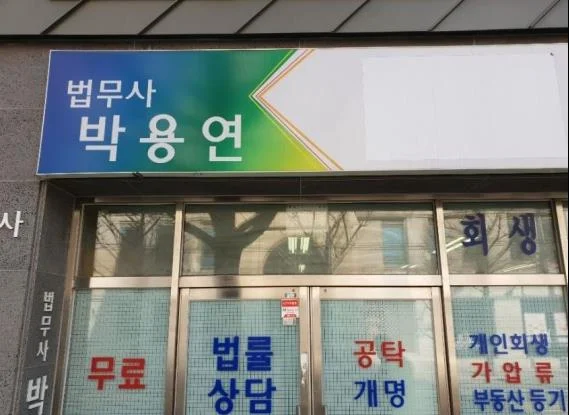 법무사
박용연
사
회생
법무사 박
무료
법률
상담
공탁
개명
개인회생
가압류
부동산 등기